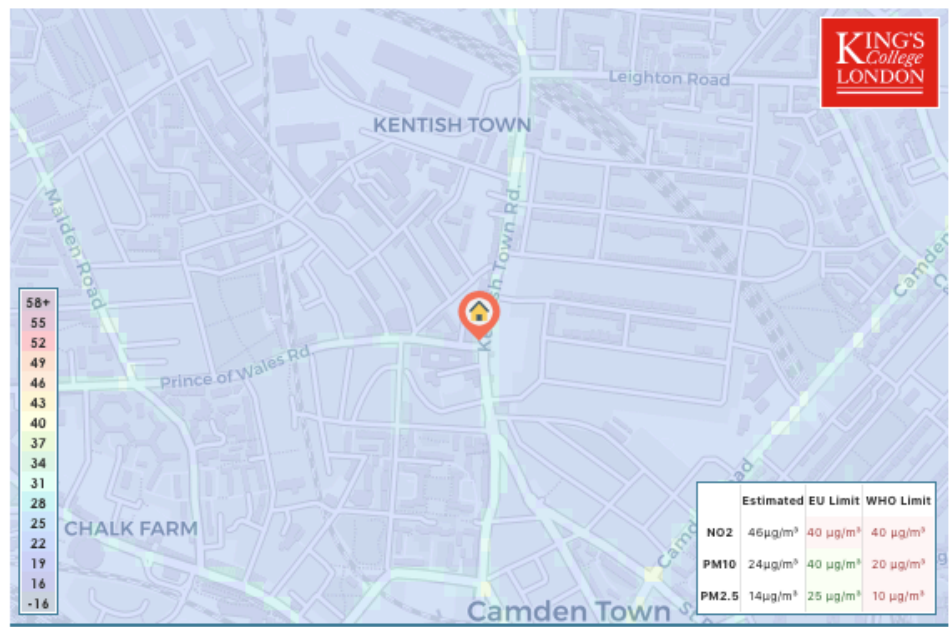 KING'S
College
LONDON
Leighton Road
KENTISH TOWN
Malden Road
Town Rd.
Camden
Prince of Wales Rd.
58+
55
52
49
46
43
40
37
34
31
28
25
22
19
16
-16
CHALK FARM
Camden Town
Estimated EU Limit WHO Limit
NO2 46µg/m³ 40 µg/m³ 40 µg/m³
PM10 24µg/m³ 40 µg/m³ 20 µg/m³
PM2.5 14µg/m³ 25 µg/m³ 10 µg/m³